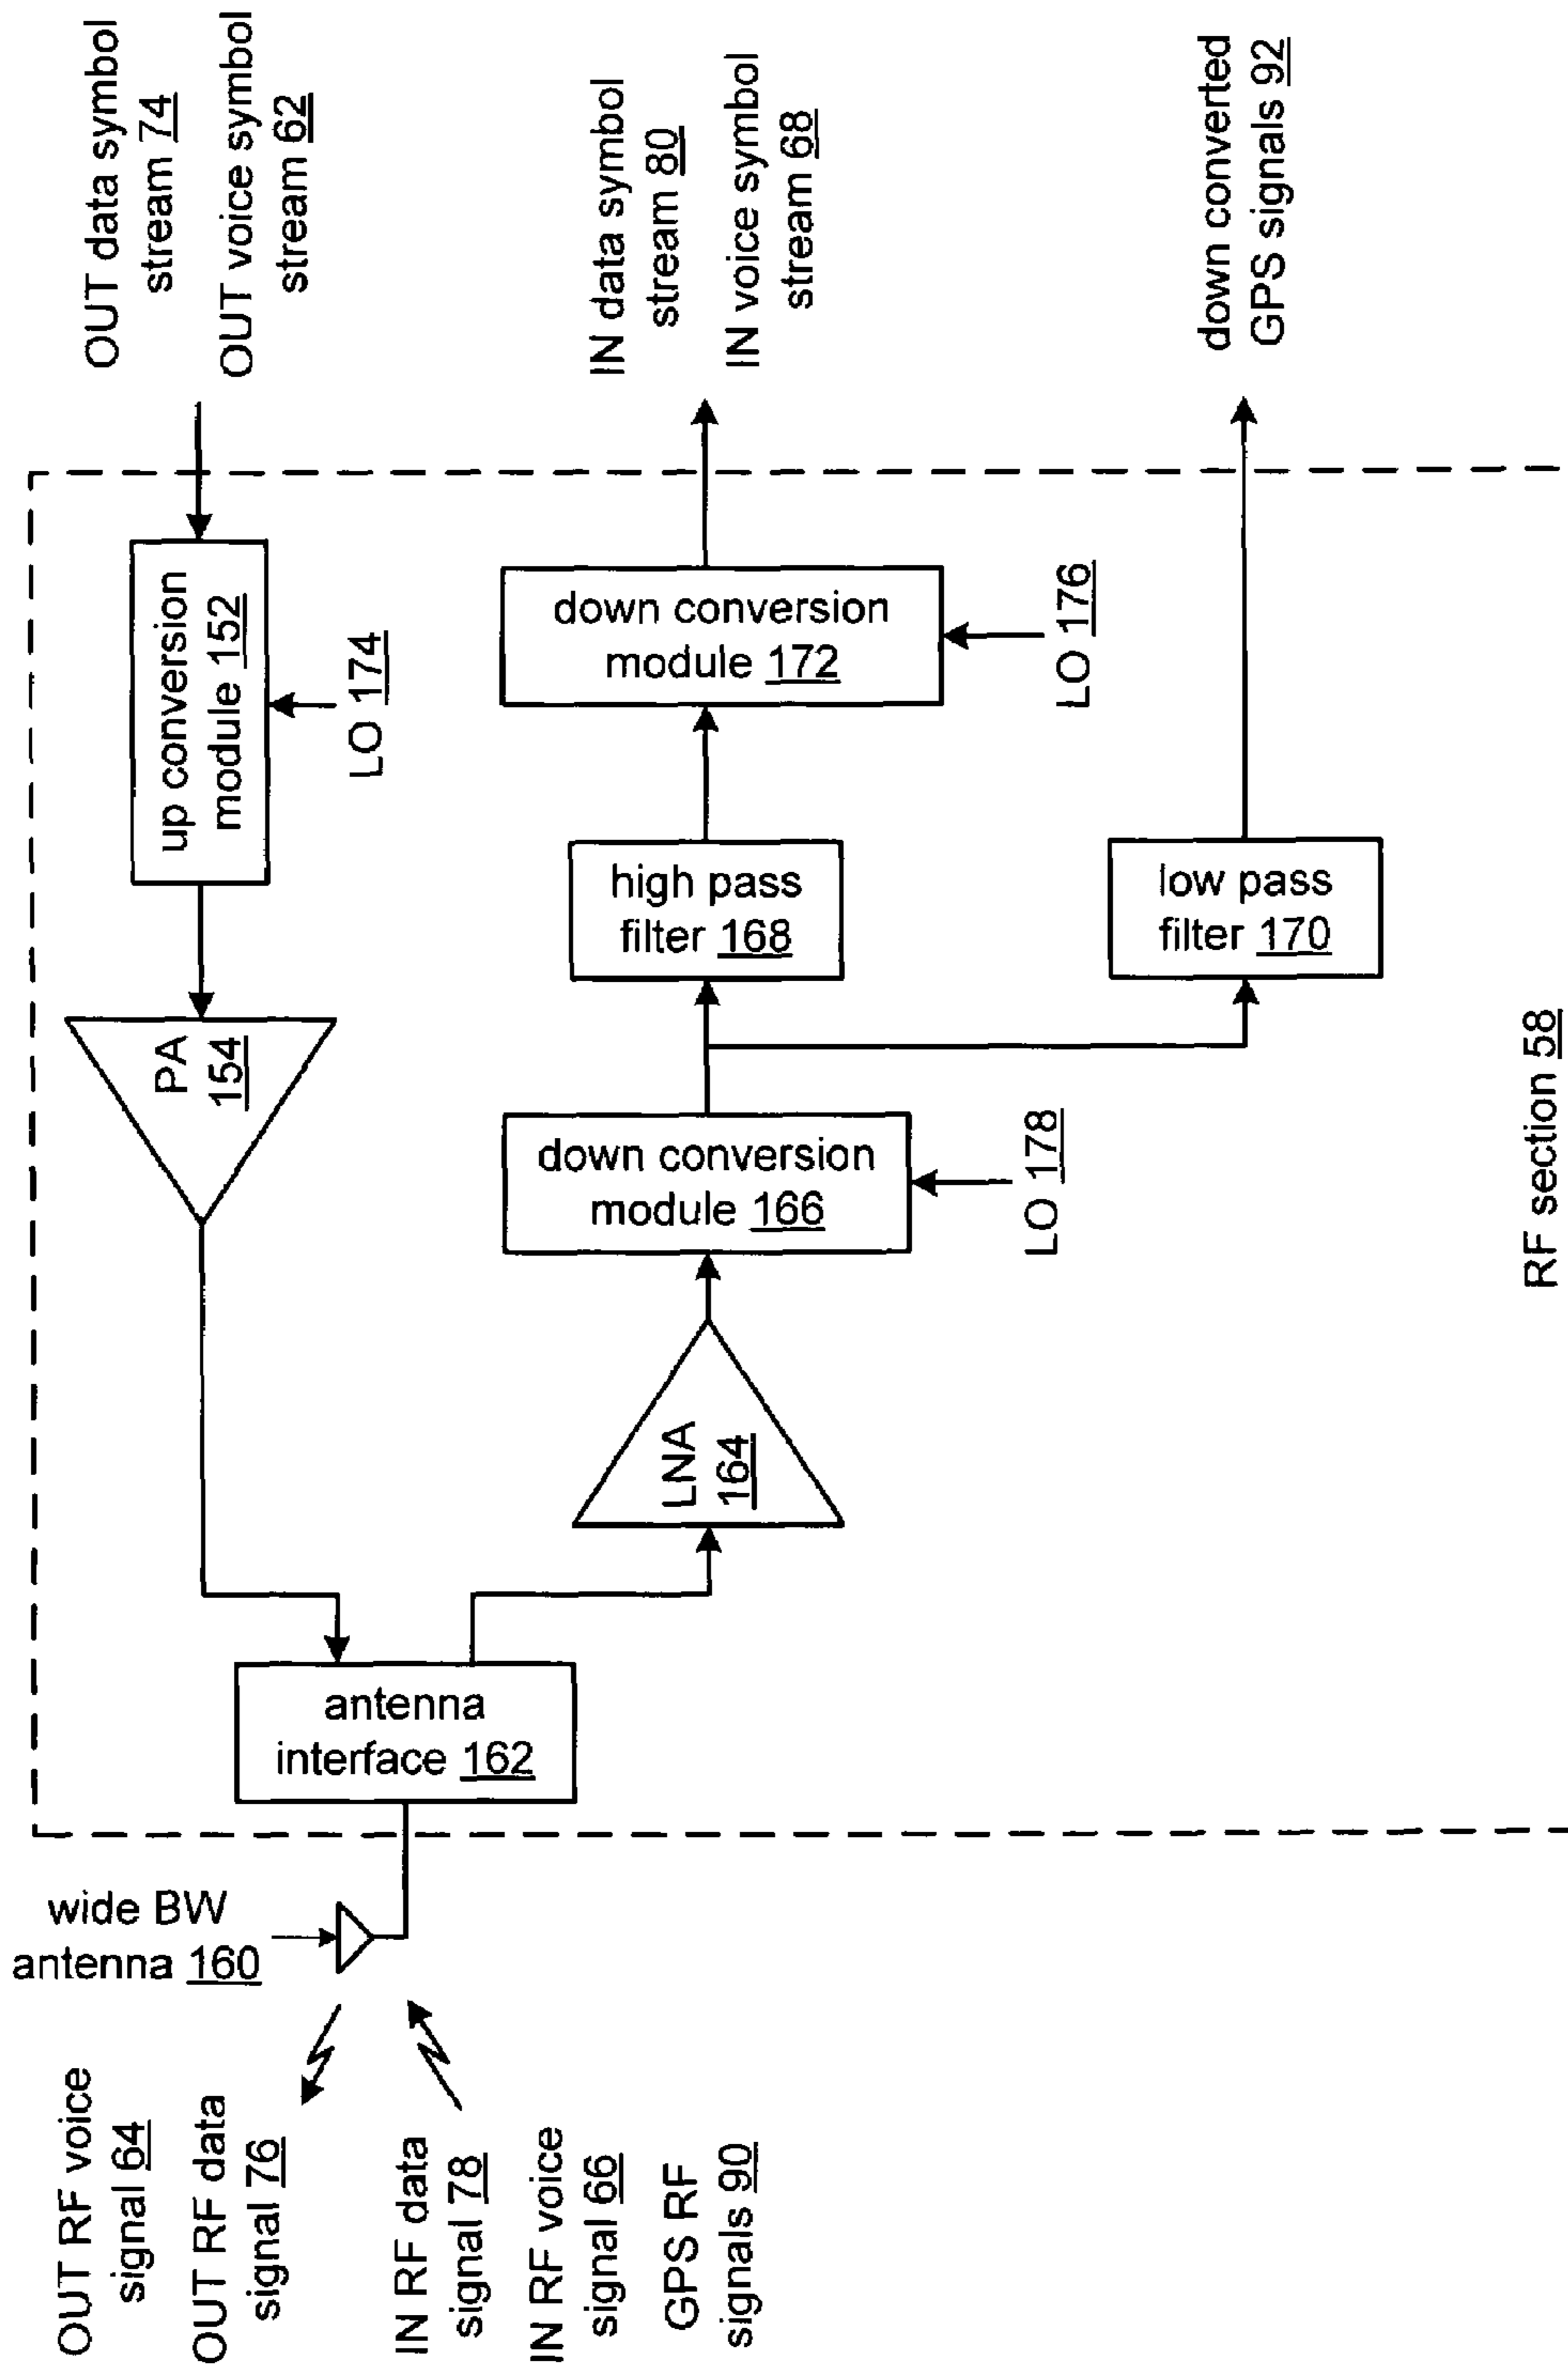 OUT RF voice
signal 64
OUT RF data
signal 76
IN RF data
signal 78
IN RF voice
signal 66
GPS RF
signals 90
wide BW
antenna 160
antenna
interface 162
PA
154
up conversion
module 152
LO 174
OUT data symbol
stream 74
OUT voice symbol
stream 62
LNA
164
down conversion
module 166
LO 178
high pass
filter 168
down conversion
module 172
LO 176
IN data symbol
stream 80
IN voice symbol
stream 68
low pass
filter 170
down converted
GPS signals 92
RF section 58